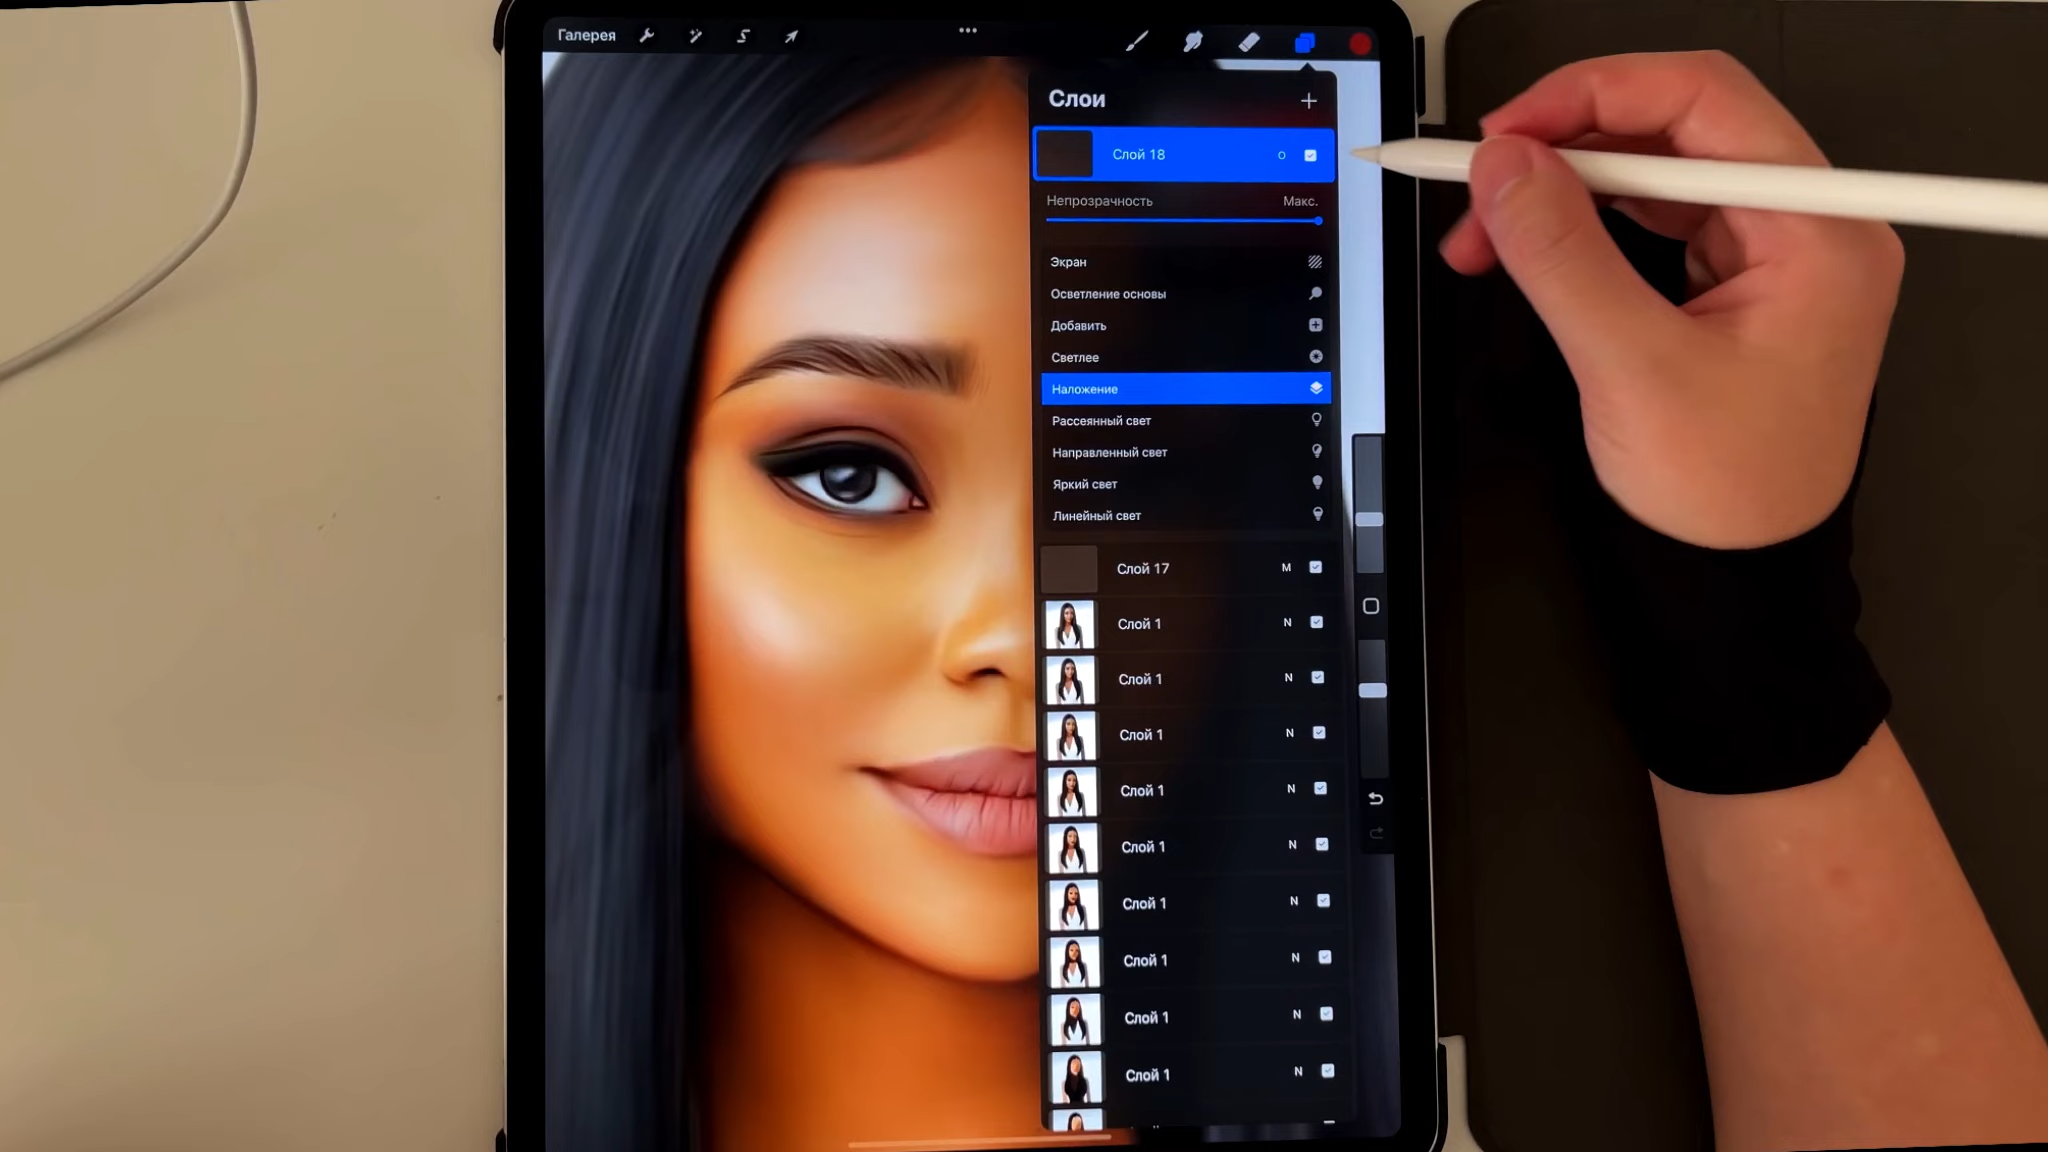 Галерея
Слои
Слой 18 O
Непрозрачность Макс.
Экран
Осветление основы
Добавить
Светлее
Наложение
Рассеянный свет
Направленный свет
Яркий свет
Линейный свет
Слой 17 M
Слой 1 N
Слой 1 N
Слой 1 N
Слой 1 N
Слой 1 N
Слой 1 N
Слой 1 N
Слой 1 N
Слой 1 N